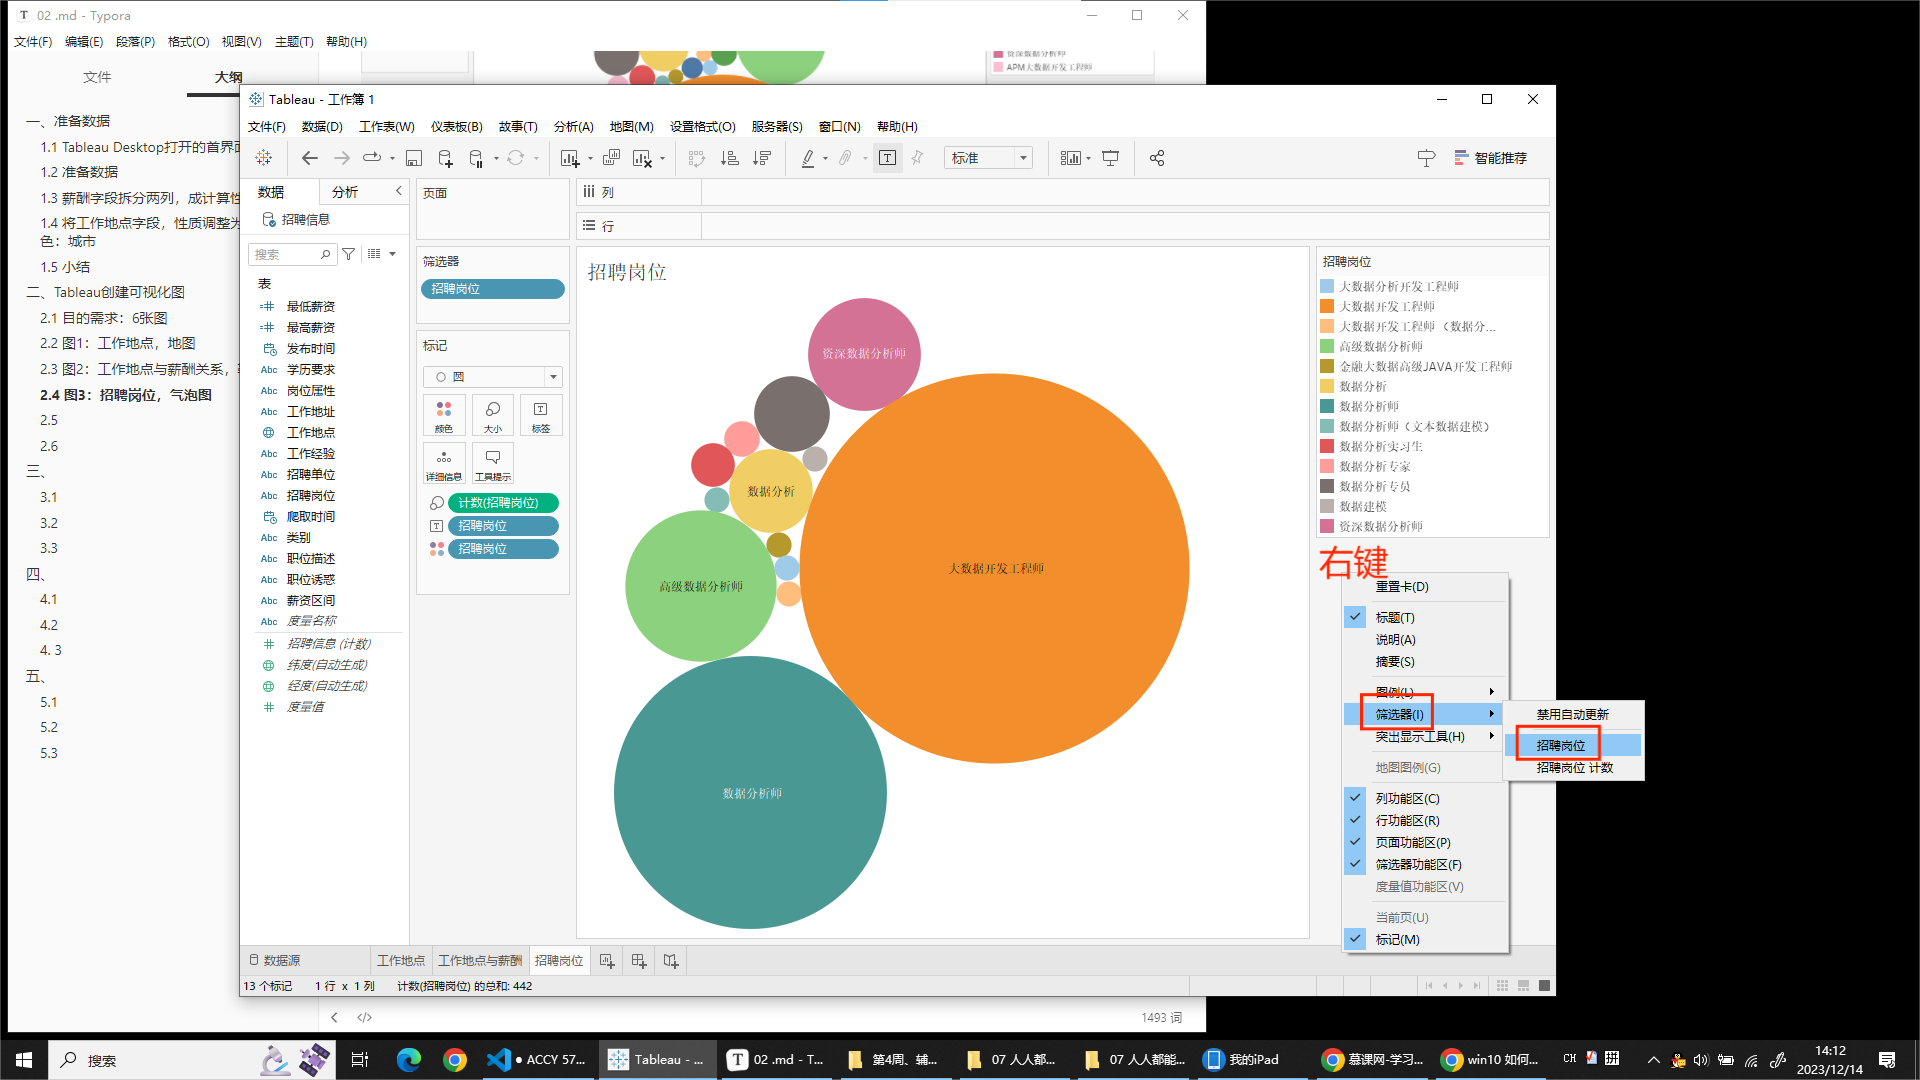 02 .md - Typora
文件(F) 编辑(E) 段落(P) 格式(O) 视图(V) 主题(T) 帮助(H)
文件 大纲
一、准备数据
1.1 Tableau Desktop打开的首界面
1.2 准备数据
1.3 薪酬字段拆分两列，成计算性
1.4 将工作地点字段，性质调整为
色：城市
1.5 小结
二、Tableau创建可视化图
2.1 目的需求：6张图
2.2 图1：工作地点，地图
2.3 图2：工作地点与薪酬关系，
2.4 图3：招聘岗位，气泡图
2.5
2.6
三、
3.1
3.2
3.3
四、
4.1
4.2
4. 3
五、
5.1
5.2
5.3
资深数据分析师
APM大数据开发工程师
Tableau - 工作簿 1
文件(F) 数据(D) 工作表(W) 仪表板(B) 故事(T) 分析(A) 地图(M) 设置格式(O) 服务器(S) 窗口(N) 帮助(H)
标准
智能推荐
数据 分析
招聘信息
搜索
表
最低薪资
最高薪资
发布时间
Abc 学历要求
Abc 岗位属性
Abc 工作地址
工作地点
Abc 工作经验
Abc 招聘单位
Abc 招聘岗位
爬取时间
Abc 类别
Abc 职位描述
Abc 职位诱惑
Abc 薪资区间
Abc 度量名称
招聘信息 (计数)
纬度(自动生成)
经度(自动生成)
度量值
页面
筛选器
招聘岗位
标记
圆
颜色 大小 标签
详细信息 工具提示
计数(招聘岗位)
招聘岗位
招聘岗位
列
行
招聘岗位
资深数据分析师
数据分析
高级数据分析师
大数据开发工程师
数据分析师
招聘岗位
大数据分析开发工程师
大数据开发工程师
大数据开发工程师 （数据分...
高级数据分析师
金融大数据高级JAVA开发工程师
数据分析
数据分析师
数据分析师（文本数据建模）
数据分析实习生
数据分析专家
数据分析专员
数据建模
资深数据分析师
右键
重置卡(D)
标题(T)
说明(A)
摘要(S)
图例(L)
筛选器(I)
突出显示工具(H)
地图图例(G)
列功能区(C)
行功能区(R)
页面功能区(P)
筛选器功能区(F)
度量值功能区(V)
当前页(U)
标记(M)
禁用自动更新
招聘岗位
招聘岗位 计数
数据源 工作地点 工作地点与薪酬 招聘岗位
13 个标记 1 行 x 1 列 计数(招聘岗位) 的总和: 442
1493 词
搜索
● ACCY 57...
Tableau - ...
02 .md - T...
第4周、辅...
07 人人都...
07 人人都能...
我的iPad
慕课网-学习...
win10 如何...
CH
拼
14:12
2023/12/14